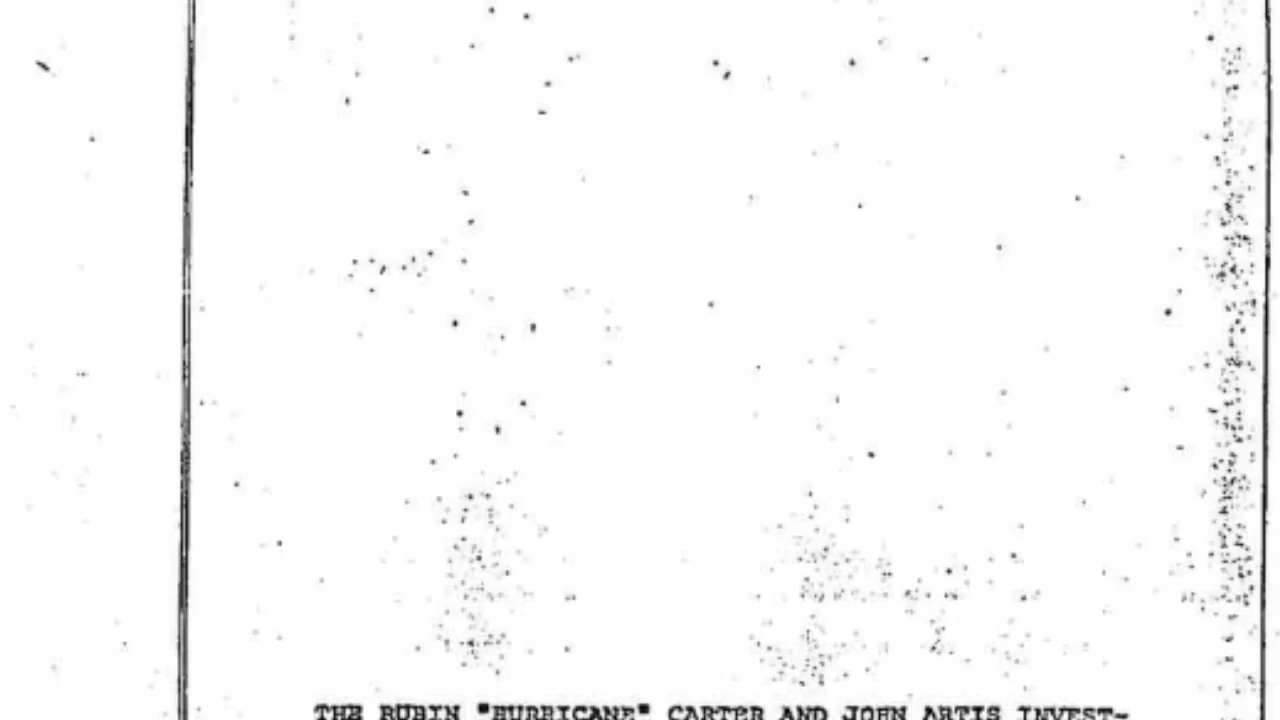 THE RUBIN "HURRICANE" CARTER AND JOHN ARTIS INVEST-